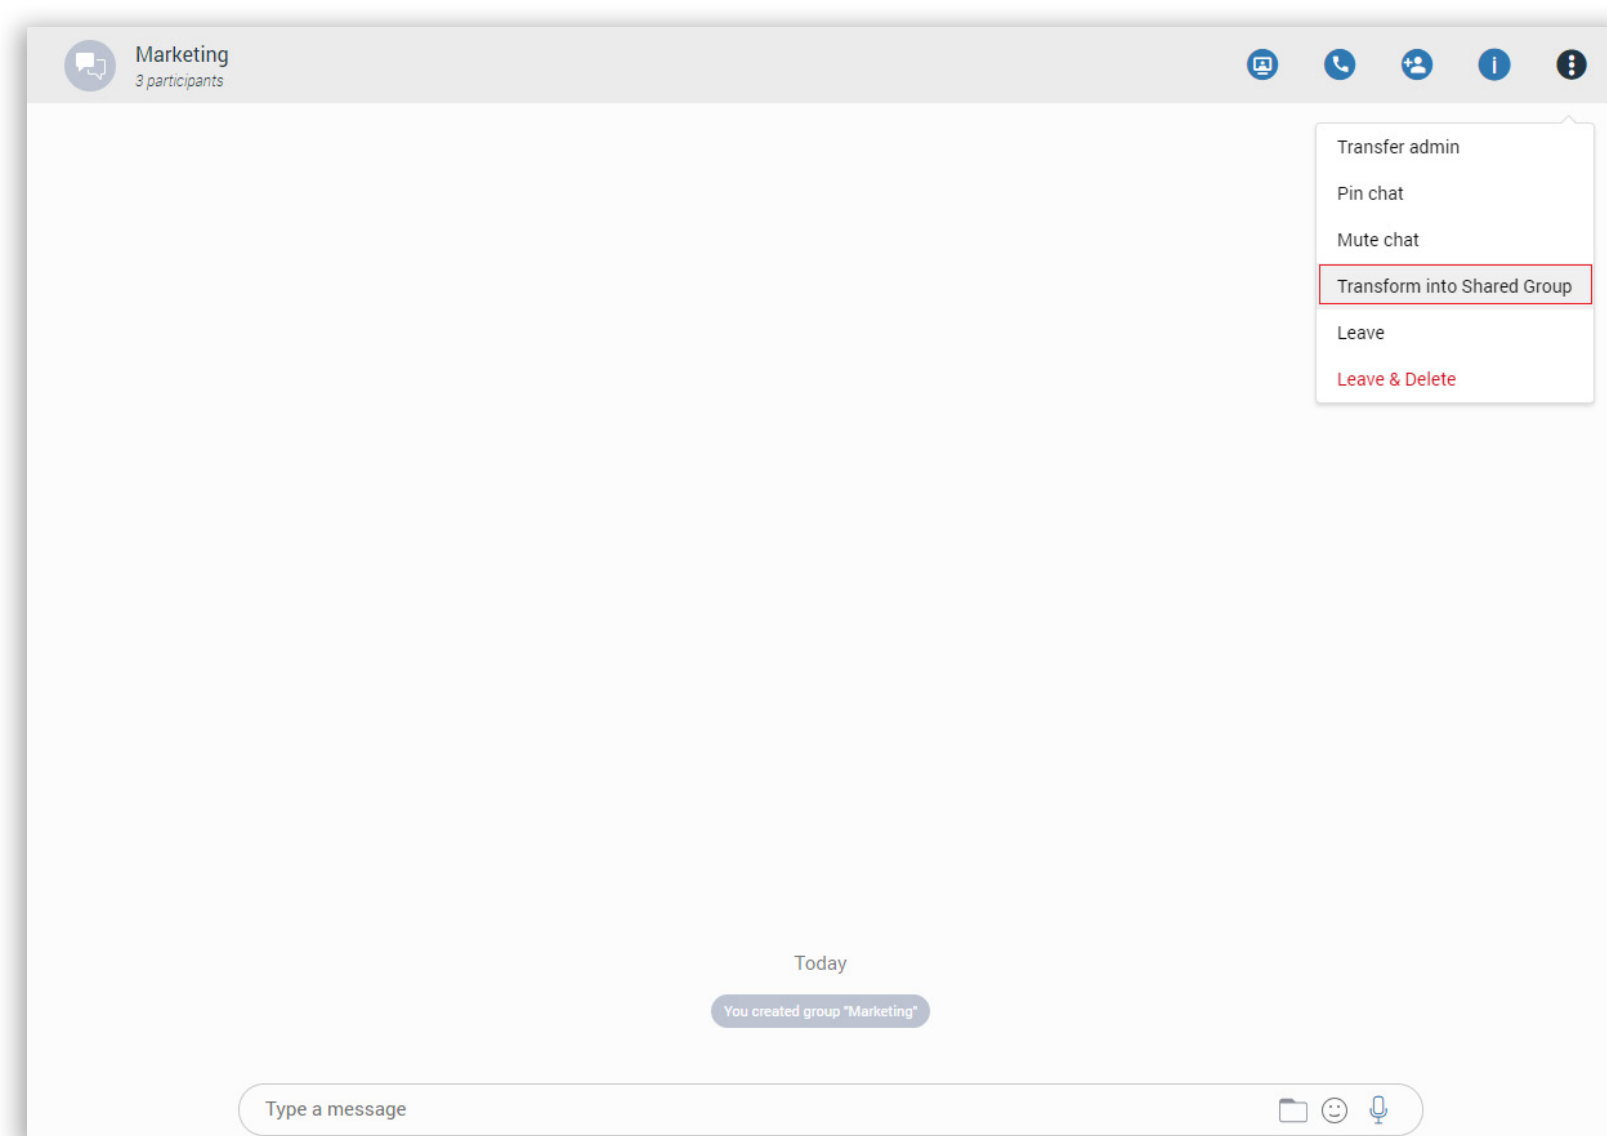 Marketing
3 participants
Transfer admin
Pin chat
Mute chat
Transform into Shared Group
Leave
Leave & Delete
Today
You created group "Marketing"
Type a message